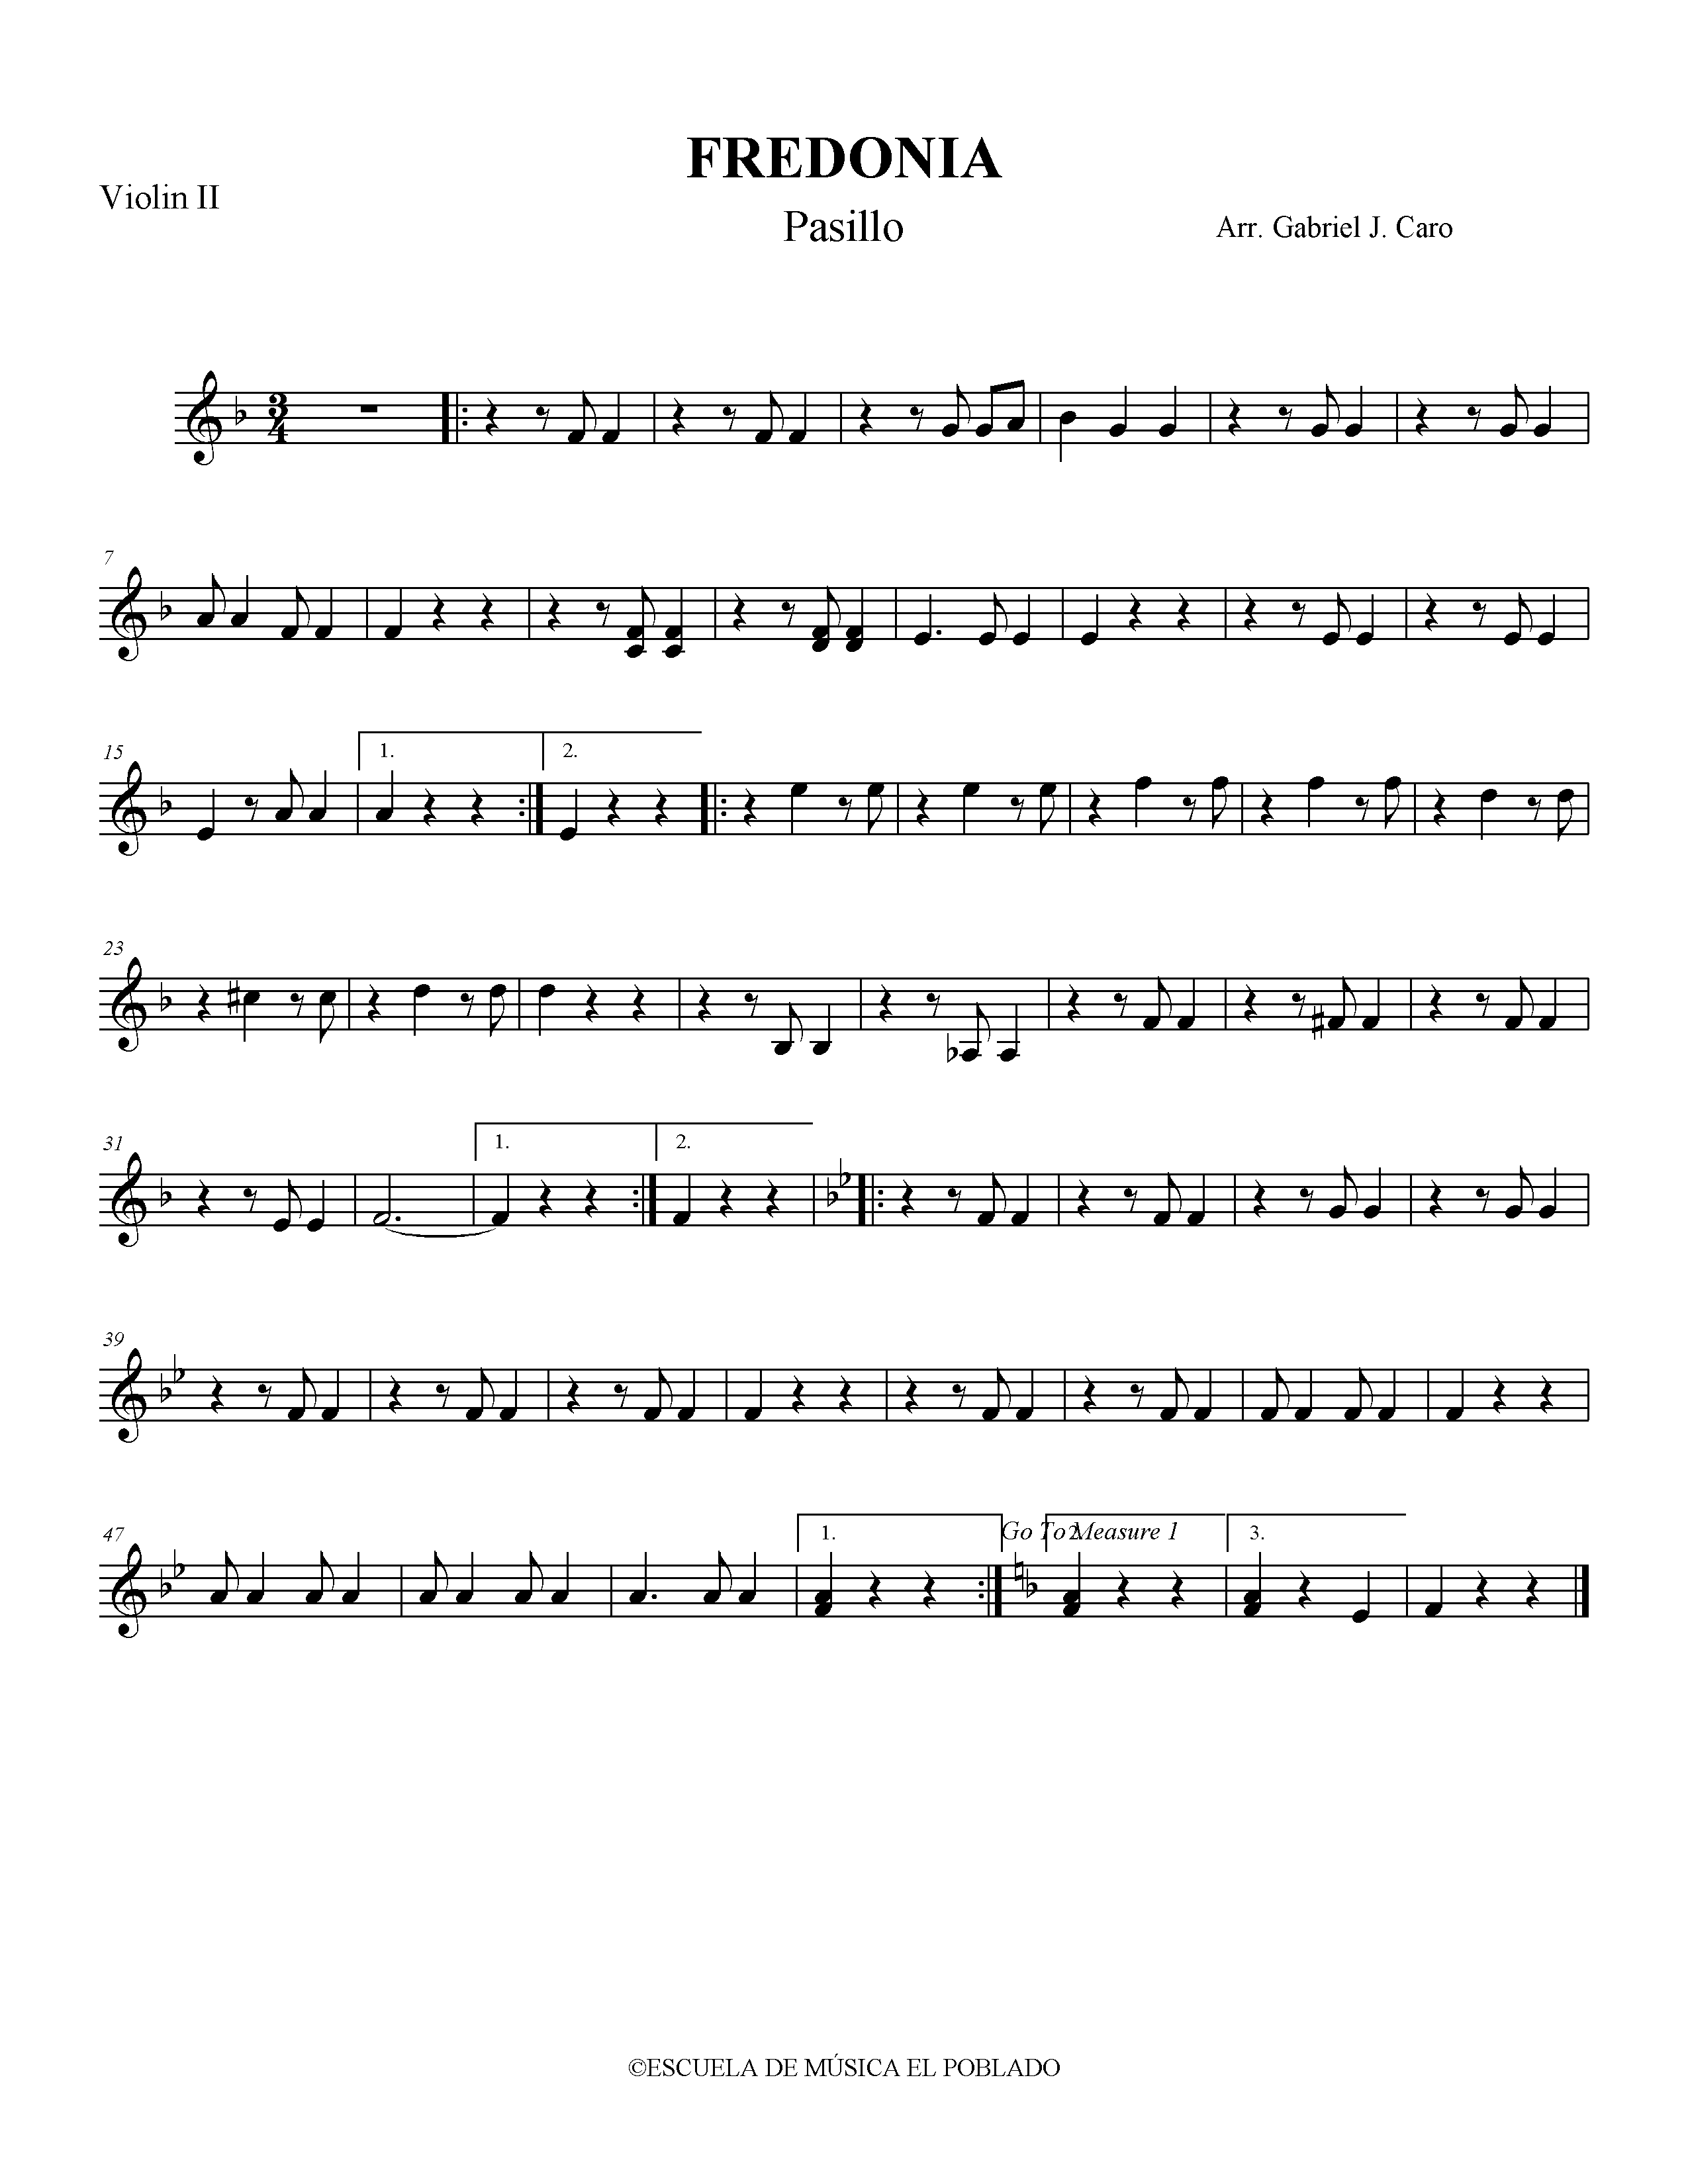 FREDONIA
Violin II
Pasillo
Arr. Gabriel J. Caro
3
4
7
15
1.
2.
23
31
1.
2.
39
47
1.
Go To Measure 1
2.
3.
©ESCUELA DE MÚSICA EL POBLADO